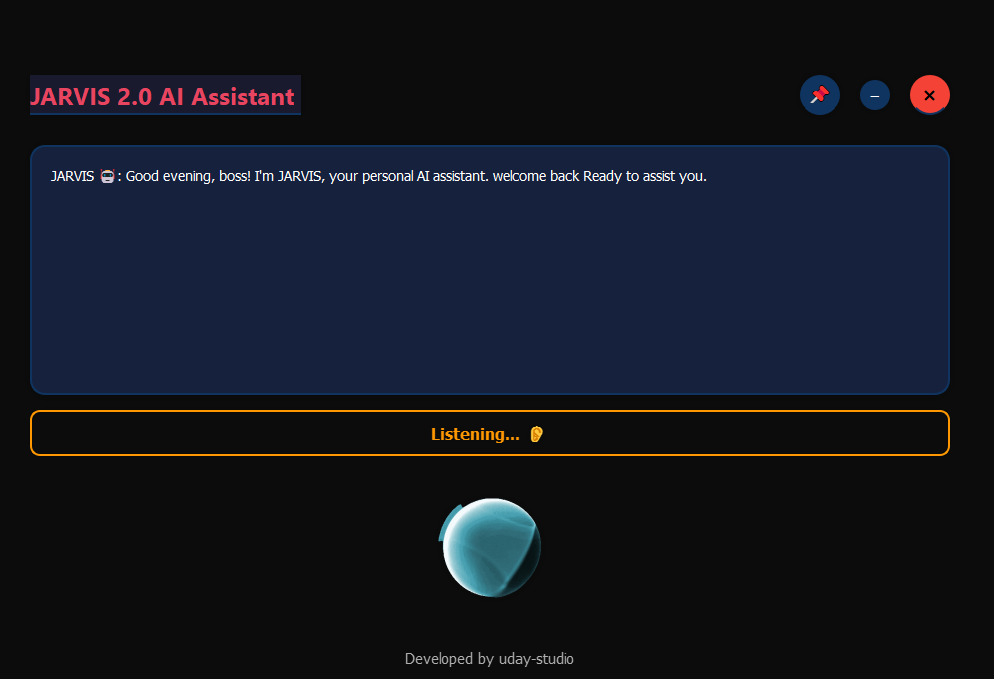 JARVIS 2.0 AI Assistant
JARVIS 🤖: Good evening, boss! I'm JARVIS, your personal AI assistant. welcome back Ready to assist you.
Listening... 👂
Developed by uday-studio